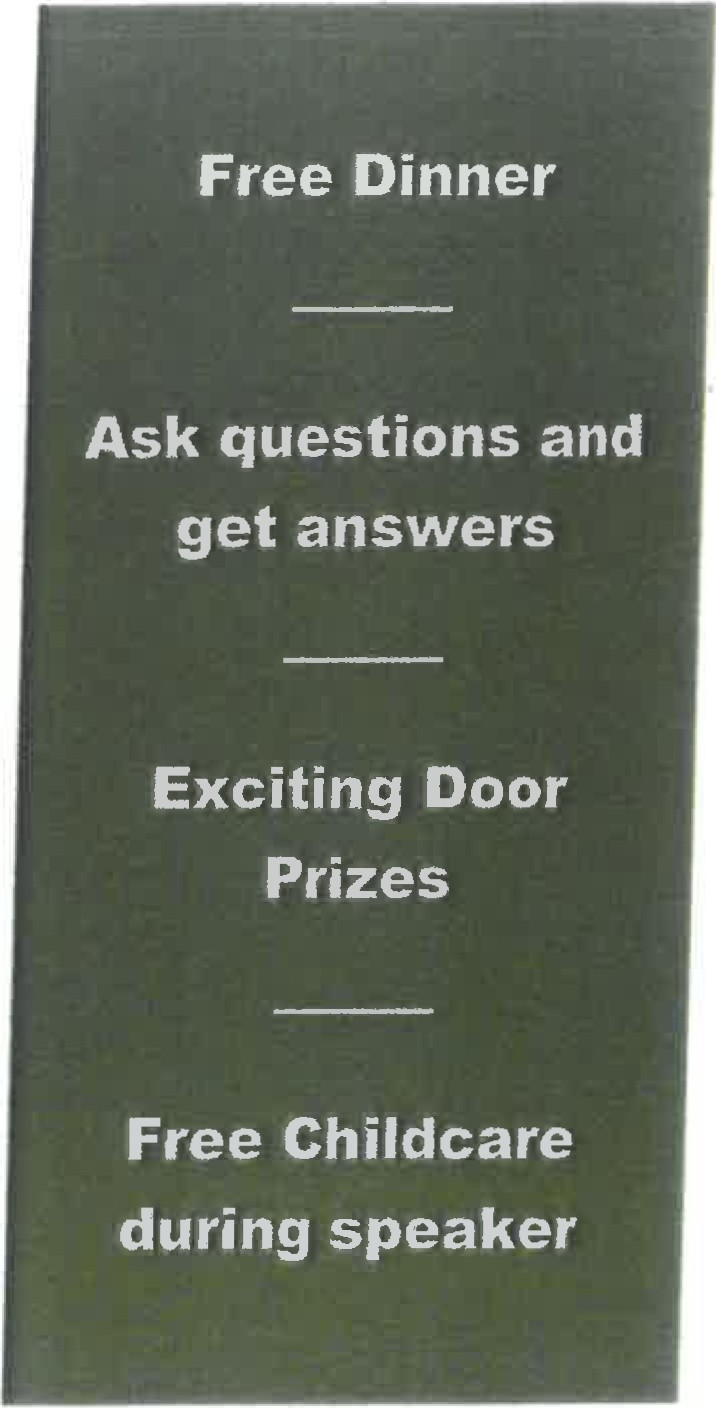 Free Dinner
Ask questions and
get answers
Exciting Door
Prizes
Free Childcare
during speaker